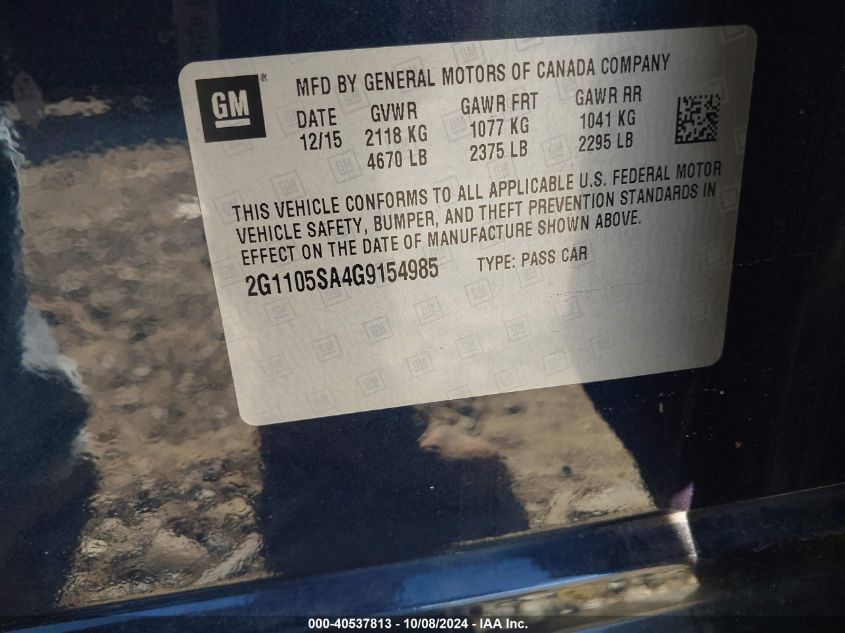 GM ®
MFD BY GENERAL MOTORS OF CANADA COMPANY
DATE GVWR GAWR FRT GAWR RR
12/15 2118 KG 1077 KG 1041 KG
4670 LB 2375 LB 2295 LB
THIS VEHICLE CONFORMS TO ALL APPLICABLE U.S. FEDERAL MOTOR
VEHICLE SAFETY, BUMPER, AND THEFT PREVENTION STANDARDS IN
EFFECT ON THE DATE OF MANUFACTURE SHOWN ABOVE.
2G1105SA4G9154985 TYPE: PASS CAR
000-40537813 - 10/08/2024 - IAA Inc.